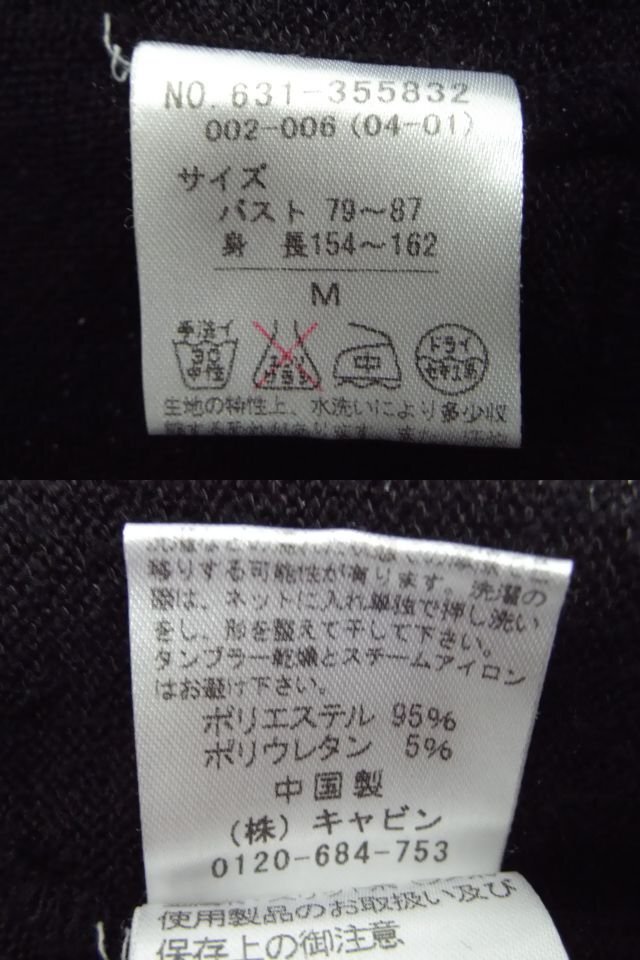 NO. 631-355832
002-006 (04-01)
サイズ
バスト 79～87
身 長154～162
M
手洗イ
30
中性
中
ドライ
セキユ系
生地の特性上、水洗いにより多少収
移りする可能性が有ります。洗濯の
際は、ネットに入れ単独で押し洗い
をし、形を整えて干して下さい。
タンブラー乾燥とスチームアイロン
はお避け下さい。
ポリエステル 95%
ポリウレタン 5%
中国製
(株) キャビン
0120-684-753
使用製品のお取扱い及び
保存上の御注意